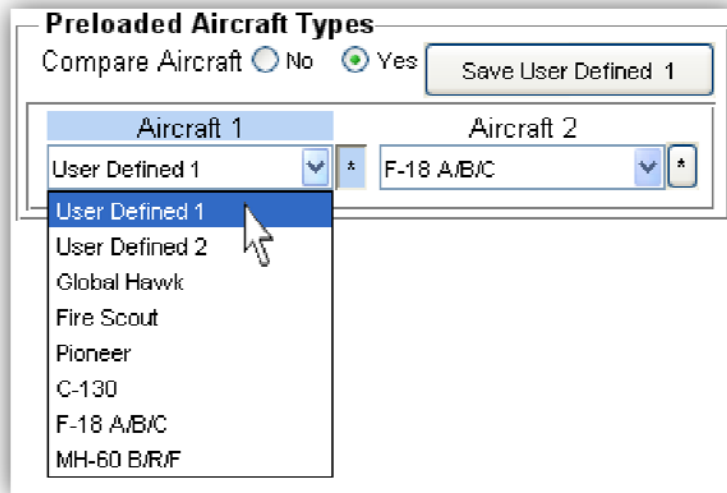 Preloaded Aircraft Types
Compare Aircraft No Yes Save User Defined 1
Aircraft 1 Aircraft 2
User Defined 1 * F-18 A/B/C *
User Defined 1
User Defined 2
Global Hawk
Fire Scout
Pioneer
C-130
F-18 A/B/C
MH-60 B/R/F